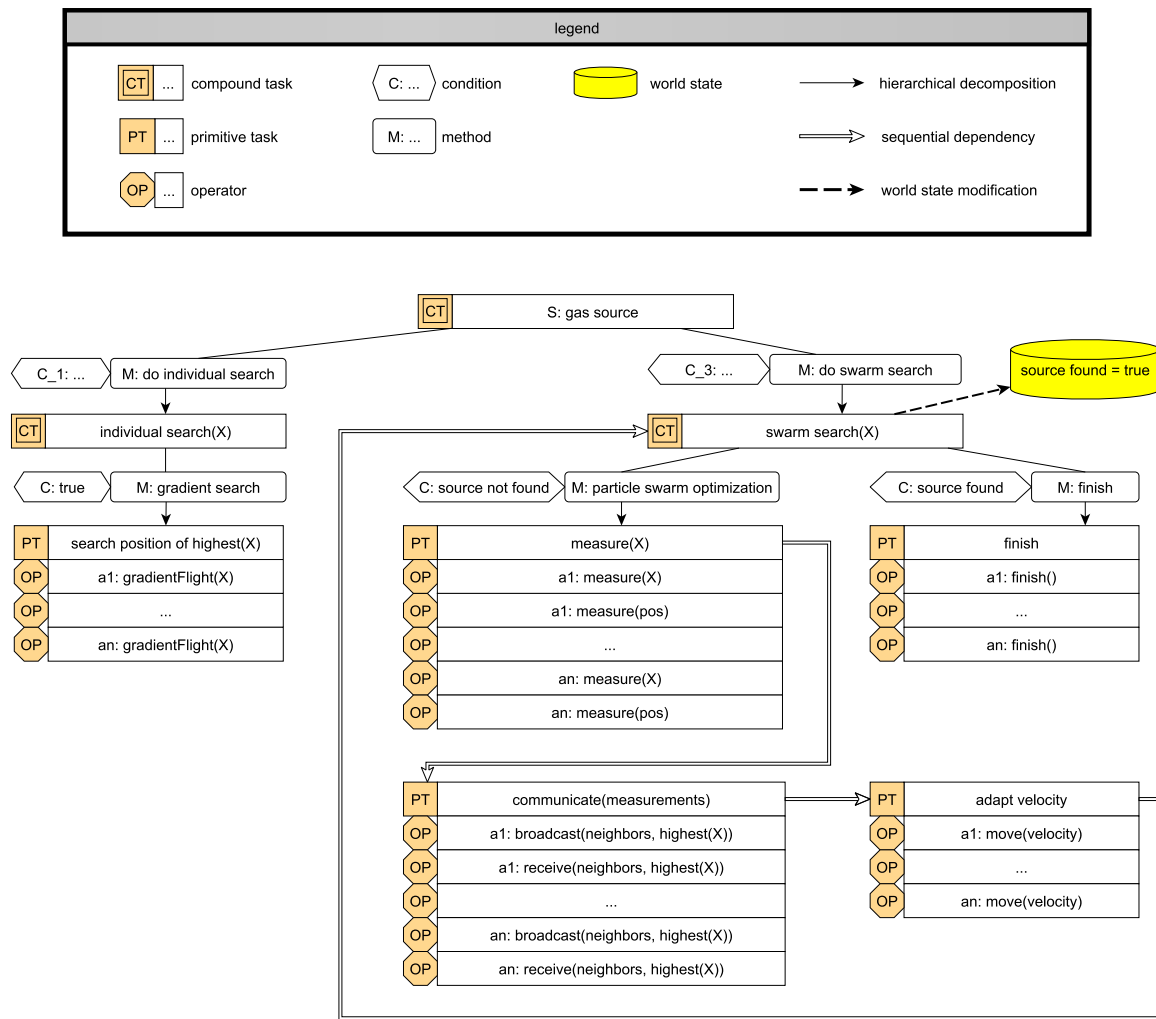 legend
CT ... compound task
C: ... condition
world state
hierarchical decomposition
PT ... primitive task
M: ... method
sequential dependency
OP ... operator
world state modification
CT S: gas source
C_1: ... M: do individual search
C_3: ... M: do swarm search
source found = true
CT individual search(X)
CT swarm search(X)
C: true M: gradient search
C: source not found M: particle swarm optimization
C: source found M: finish
PT search position of highest(X)
OP a1: gradientFlight(X)
OP ...
OP an: gradientFlight(X)
PT measure(X)
OP a1: measure(X)
OP a1: measure(pos)
OP ...
OP an: measure(X)
OP an: measure(pos)
PT finish
OP a1: finish()
OP ...
OP an: finish()
PT communicate(measurements)
OP a1: broadcast(neighbors, highest(X))
OP a1: receive(neighbors, highest(X))
OP ...
OP an: broadcast(neighbors, highest(X))
OP an: receive(neighbors, highest(X))
PT adapt velocity
OP a1: move(velocity)
OP ...
OP an: move(velocity)